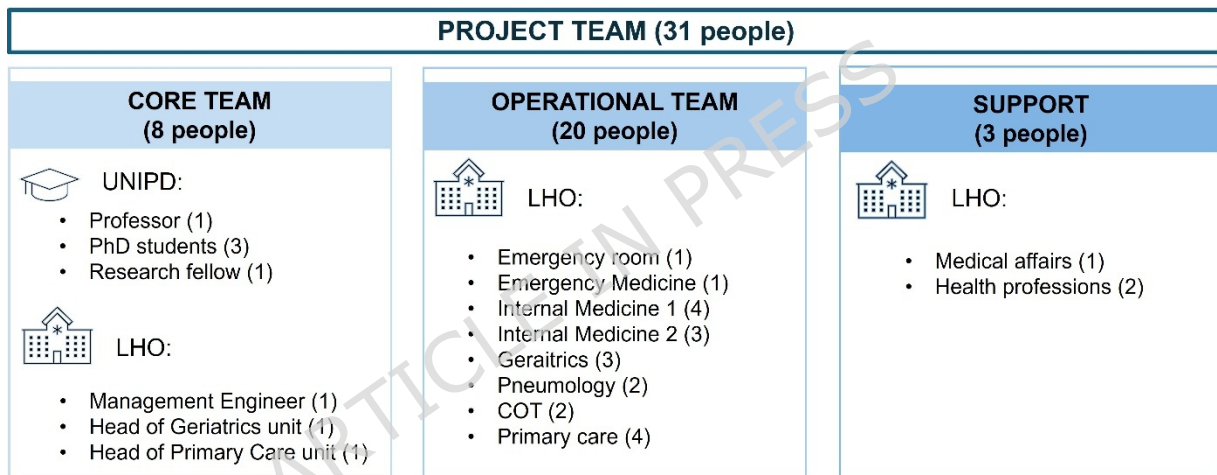 PROJECT TEAM (31 people)
CORE TEAM
(8 people)
UNIPD:
• Professor (1)
• PhD students (3)
• Research fellow (1)
LHO:
• Management Engineer (1)
• Head of Geriatrics unit (1)
• Head of Primary Care unit (1)
OPERATIONAL TEAM
(20 people)
LHO:
• Emergency room (1)
• Emergency Medicine (1)
• Internal Medicine 1 (4)
• Internal Medicine 2 (3)
• Geraitrics (3)
• Pneumology (2)
• COT (2)
• Primary care (4)
SUPPORT
(3 people)
LHO:
• Medical affairs (1)
• Health professions (2)
ARTICLE IN PRESS